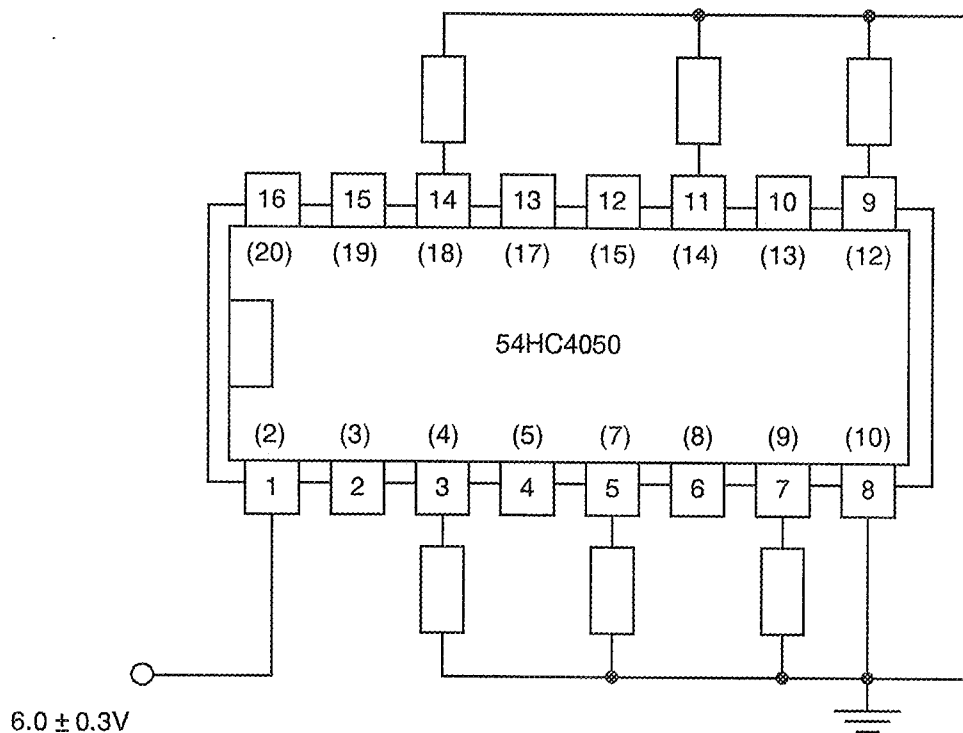 16 15 14 13 12 11 10 9
(20) (19) (18) (17) (15) (14) (13) (12)
54HC4050
(2) (3) (4) (5) (7) (8) (9) (10)
1 2 3 4 5 6 7 8
6.0 ± 0.3V